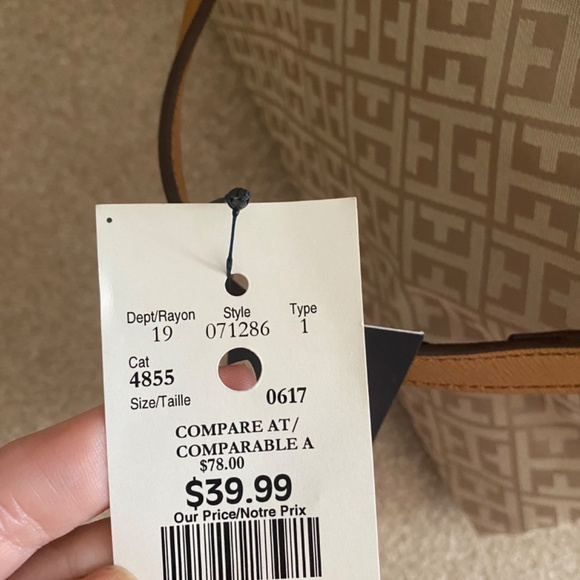 Dept/Rayon Style Type
19 071286 1
Cat
4855
Size/Taille 0617
COMPARE AT/
COMPARABLE A
$78.00
$39.99
Our Price/Notre Prix